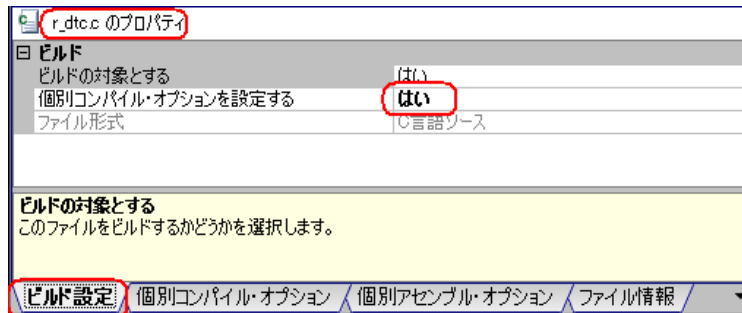 r_dtc.c のプロパティ
ビルド
ビルドの対象とする はい
個別コンパイル・オプションを設定する はい
ファイル形式 C言語ソース
ビルドの対象とする
このファイルをビルドするかどうかを選択します。
ビルド設定 個別コンパイル・オプション 個別アセンブル・オプション ファイル情報